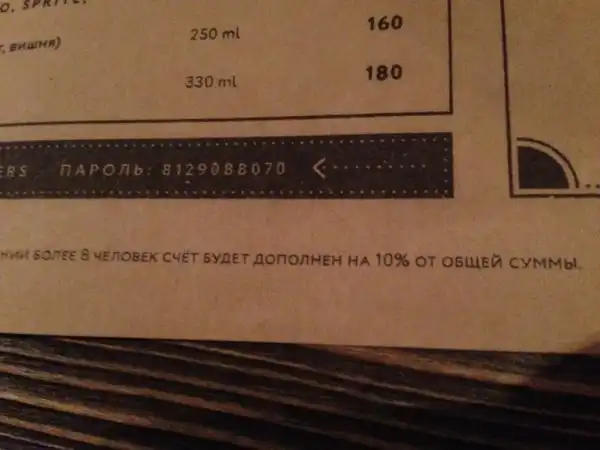 О, SPRITE,
, вишня)
250 ml 160
330 ml 180
ERS ПАРОЛЬ: 8129088070 <
НИИ БОЛЕЕ 8 ЧЕЛОВЕК СЧЁТ БУДЕТ ДОПОЛНЕН НА 10% ОТ ОБЩЕЙ СУММЫ.